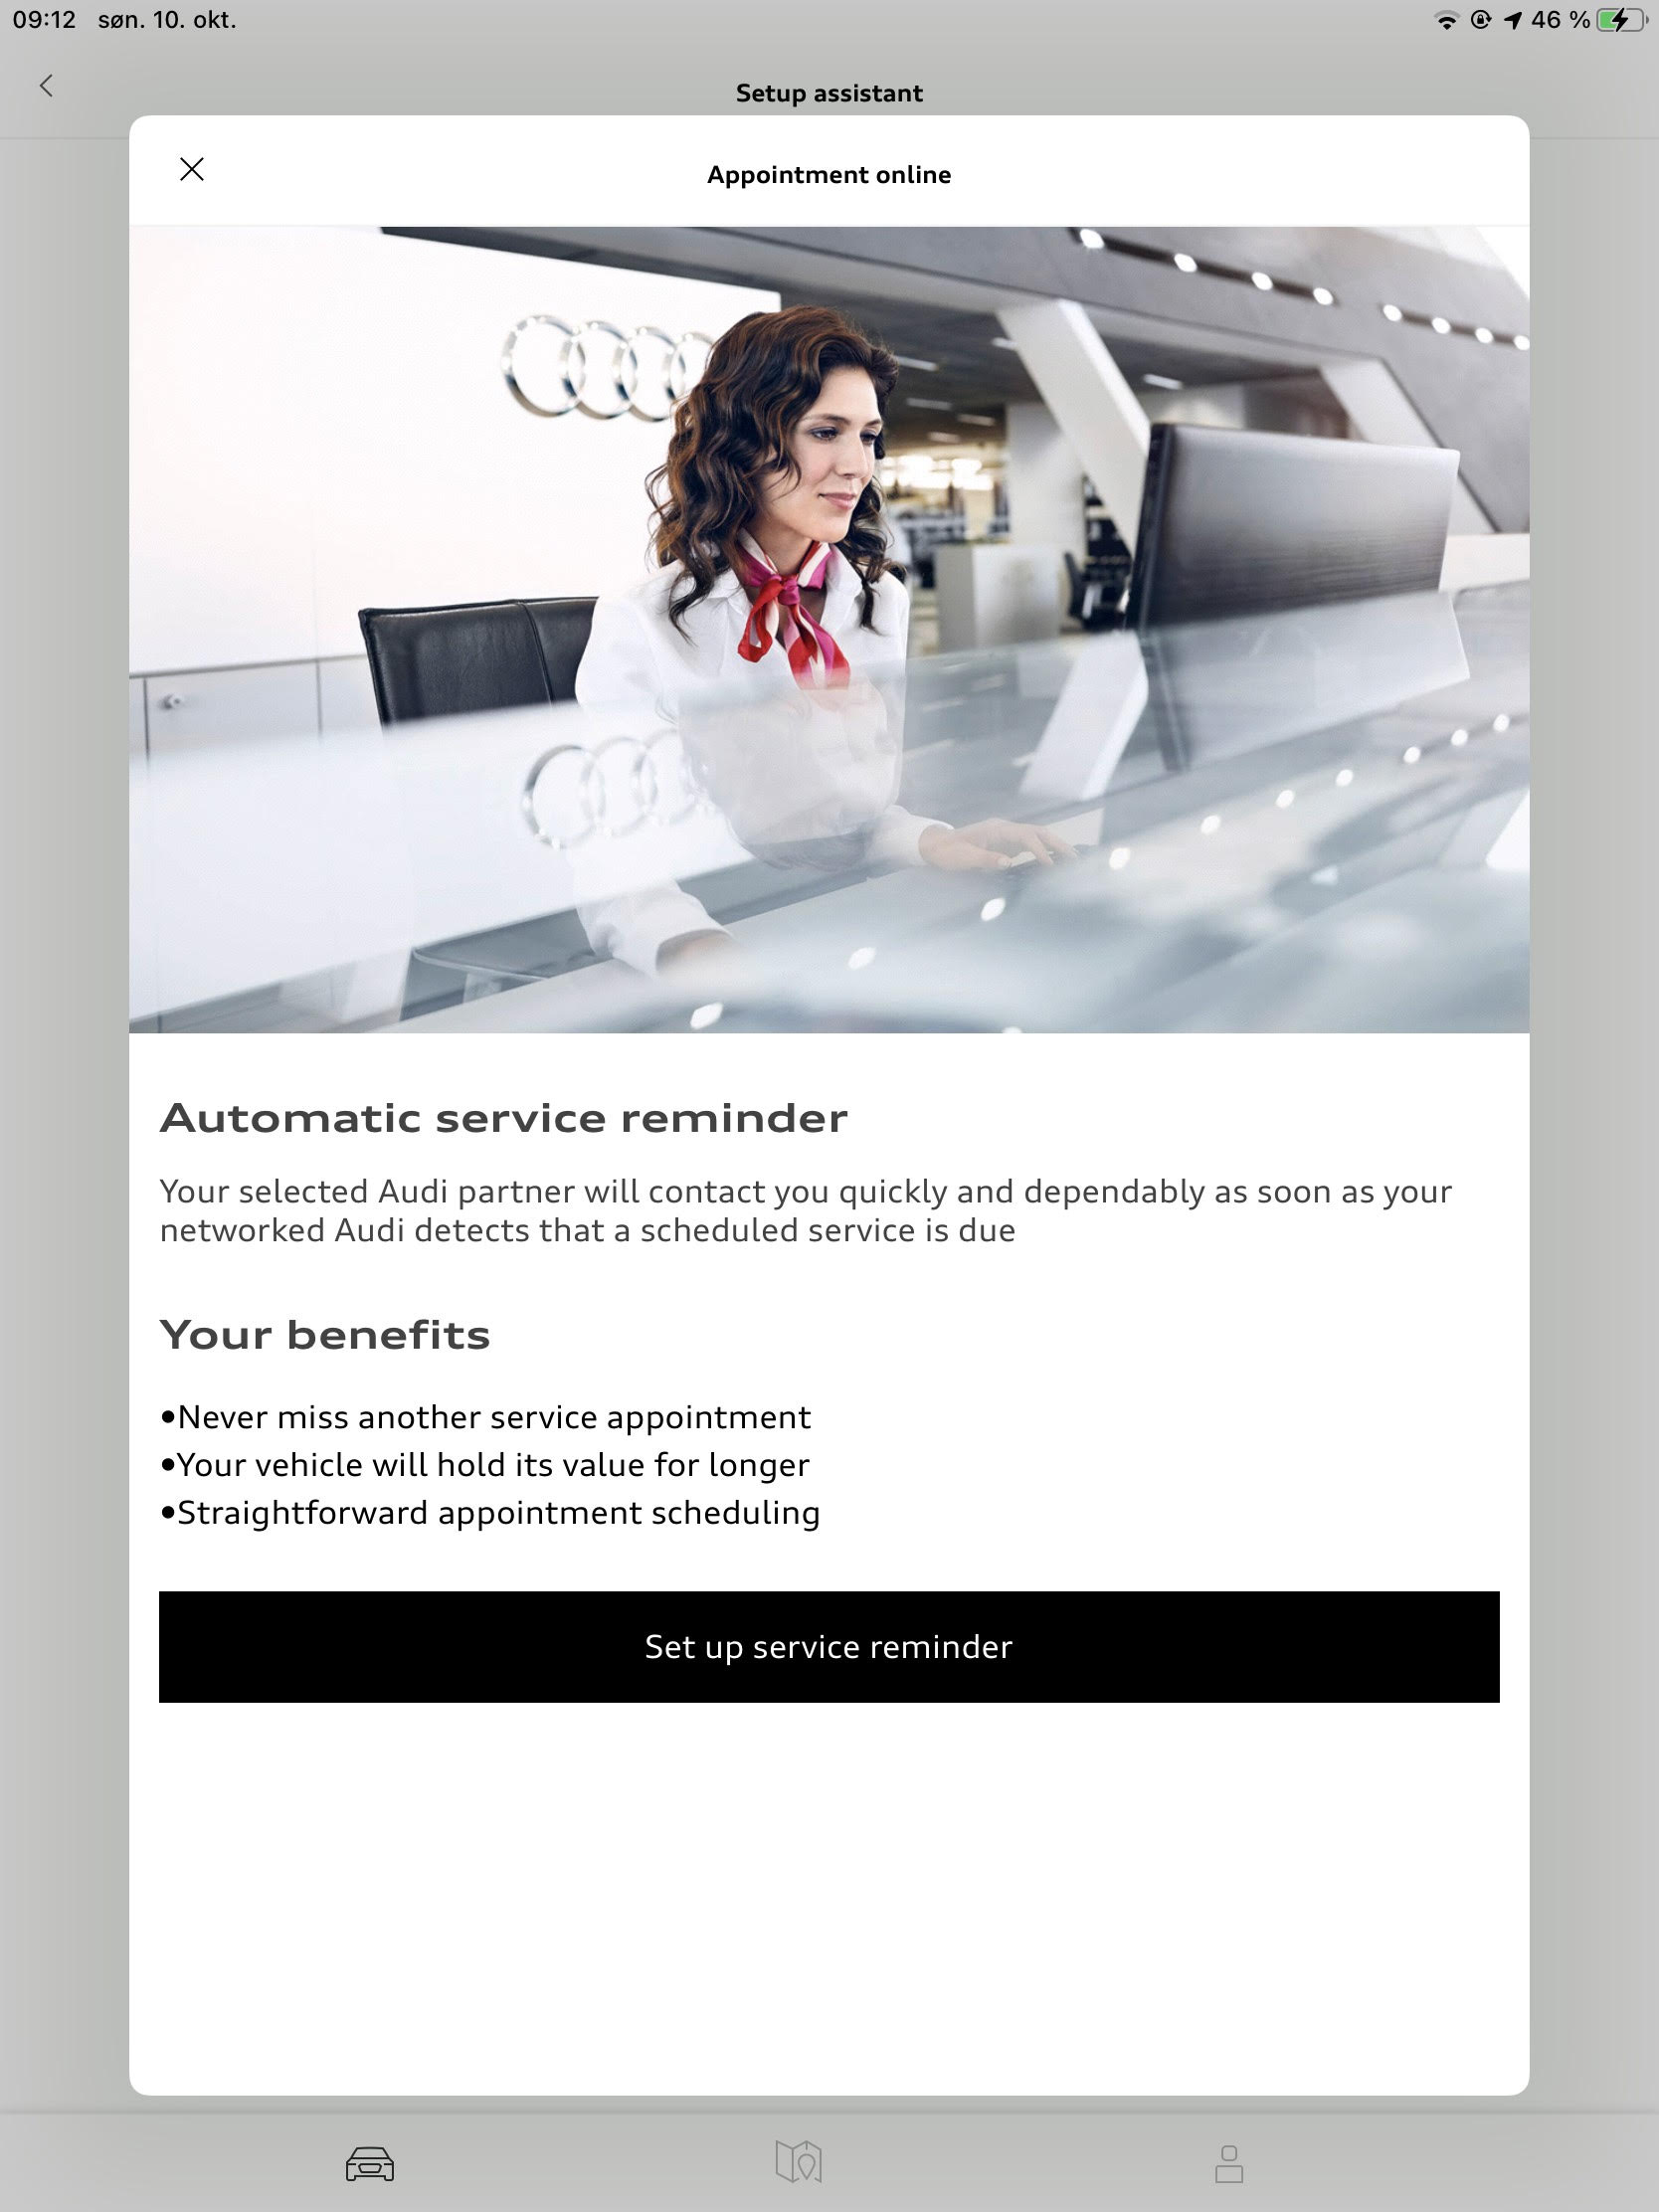 09:12 søn. 10. okt. 46 %
Setup assistant
Appointment online
Automatic service reminder
Your selected Audi partner will contact you quickly and dependably as soon as your
networked Audi detects that a scheduled service is due
Your benefits
•Never miss another service appointment
•Your vehicle will hold its value for longer
•Straightforward appointment scheduling
Set up service reminder